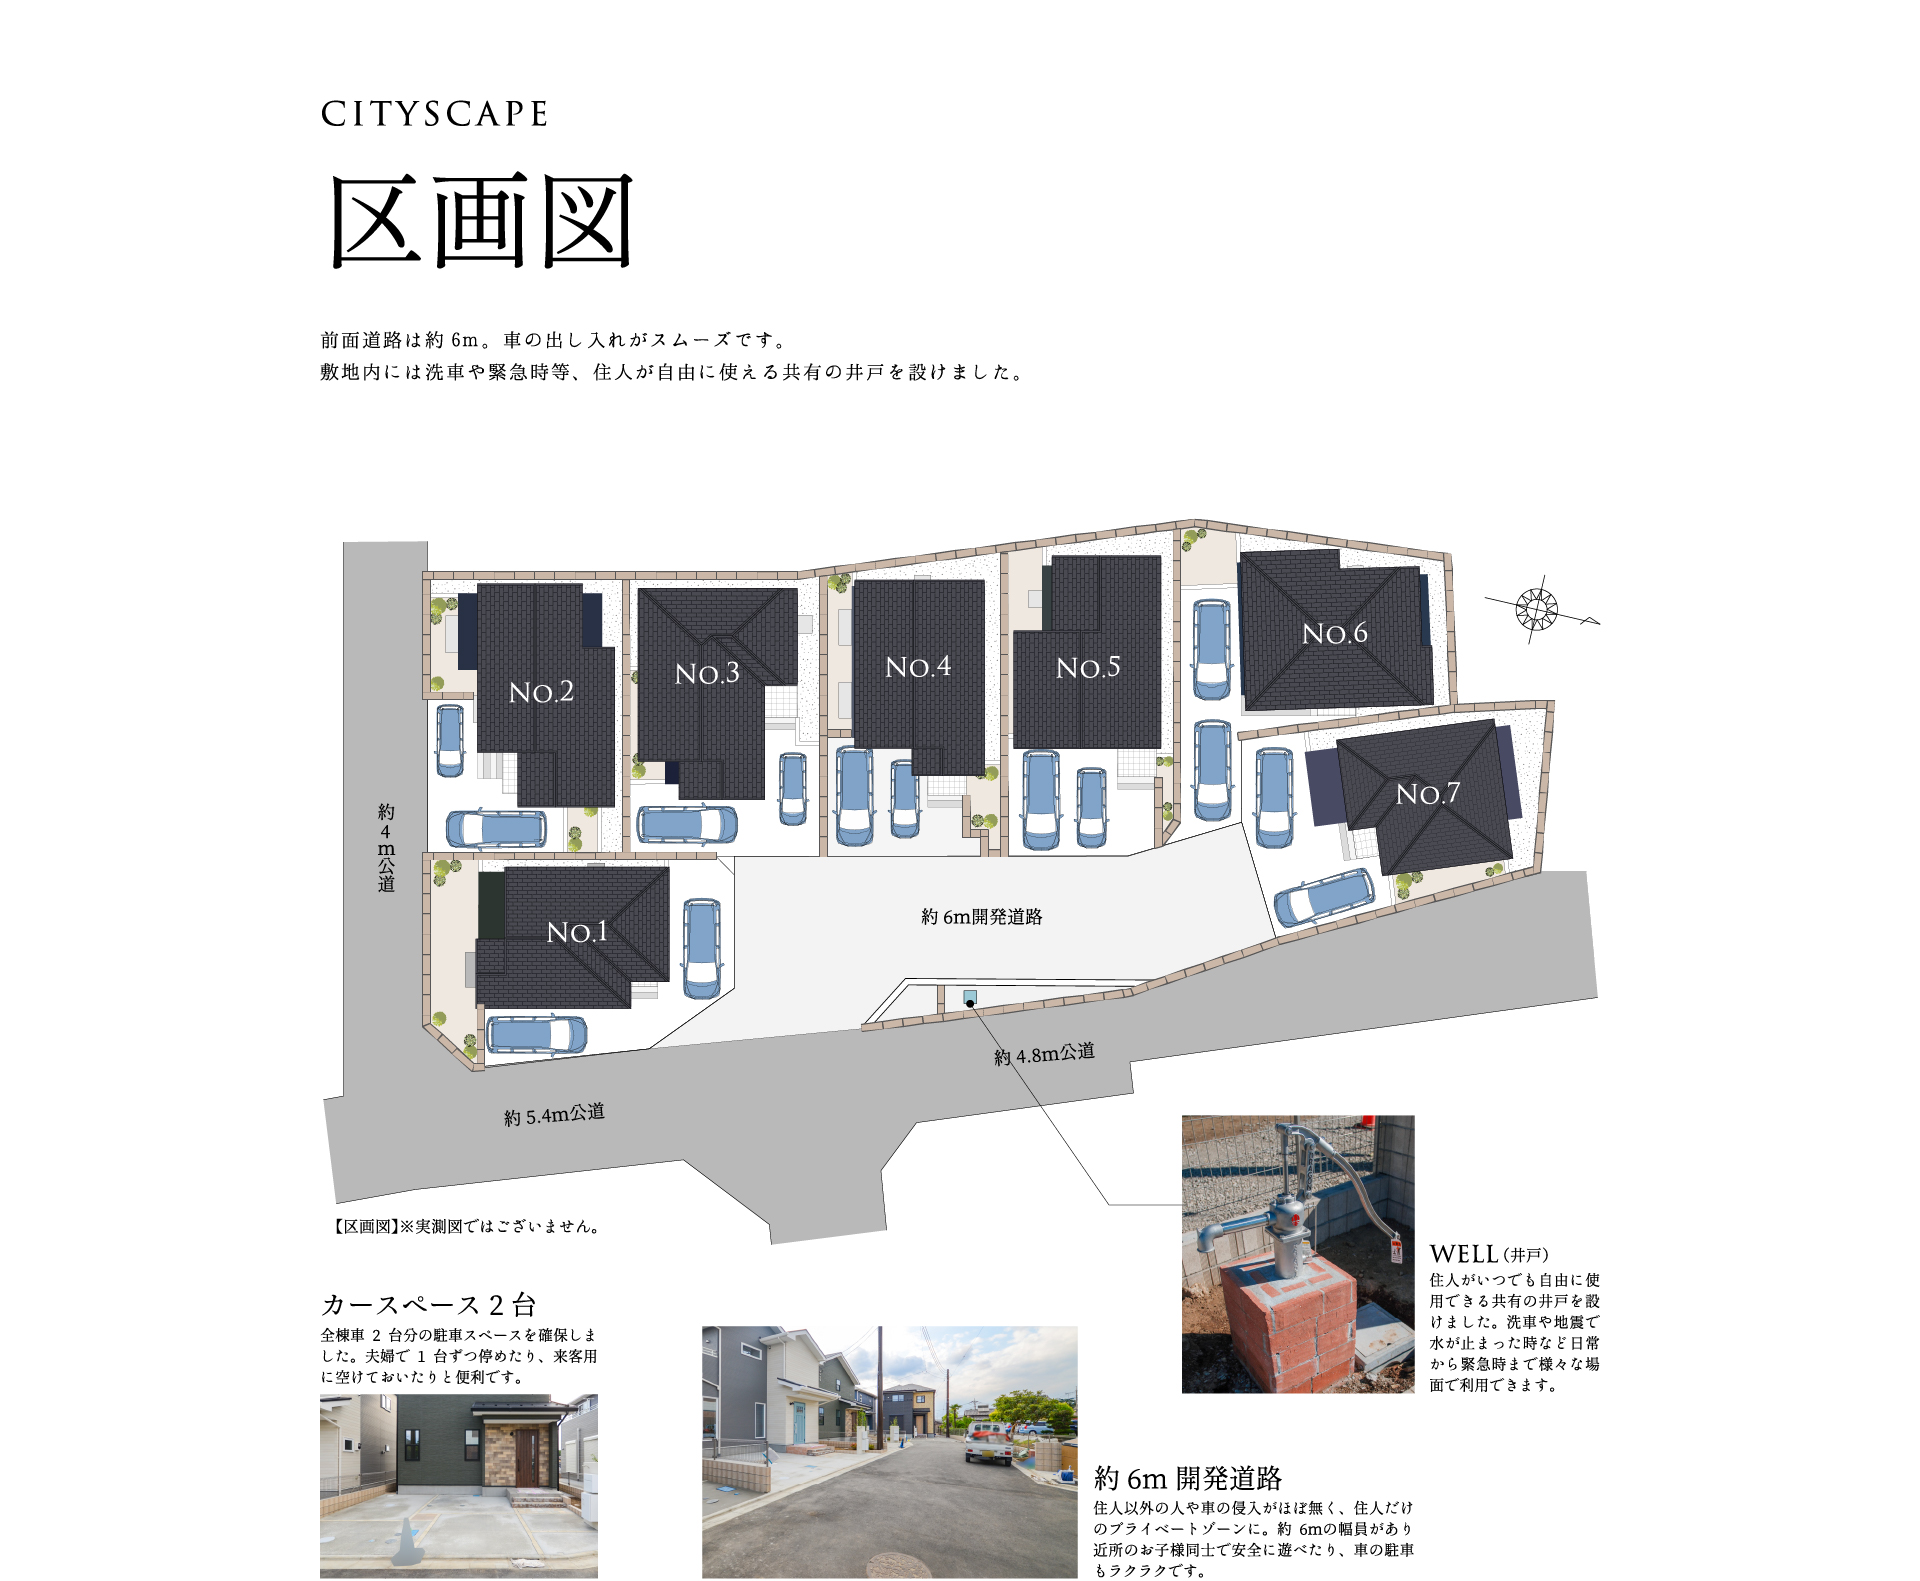 CITYSCAPE
区画図
前面道路は約 6m。車の出し入れがスムーズです。
敷地内には洗車や緊急時等、住人が自由に使える共有の井戸を設けました。
No.6
No.3
No.4
No.5
No.2
No.7
約4m公道
No.1
約 6m開発道路
約 4.8m公道
約 5.4m公道
【区画図】※実測図ではございません。
WELL（井戸）
住人がいつでも自由に使
用できる共有の井戸を設
けました。洗車や地震で
水が止まった時など日常
から緊急時まで様々な場
面で利用できます。
カースペース 2 台
全棟車 2 台分の駐車スペースを確保しま
した。夫婦で 1 台ずつ停めたり、来客用
に空けておいたりと便利です。
約 6m 開発道路
住人以外の人や車の侵入がほぼ無く、住人だけ
のプライベートゾーンに。約 6mの幅員があり
近所のお子様同士で安全に遊べたり、車の駐車
もラクラクです。